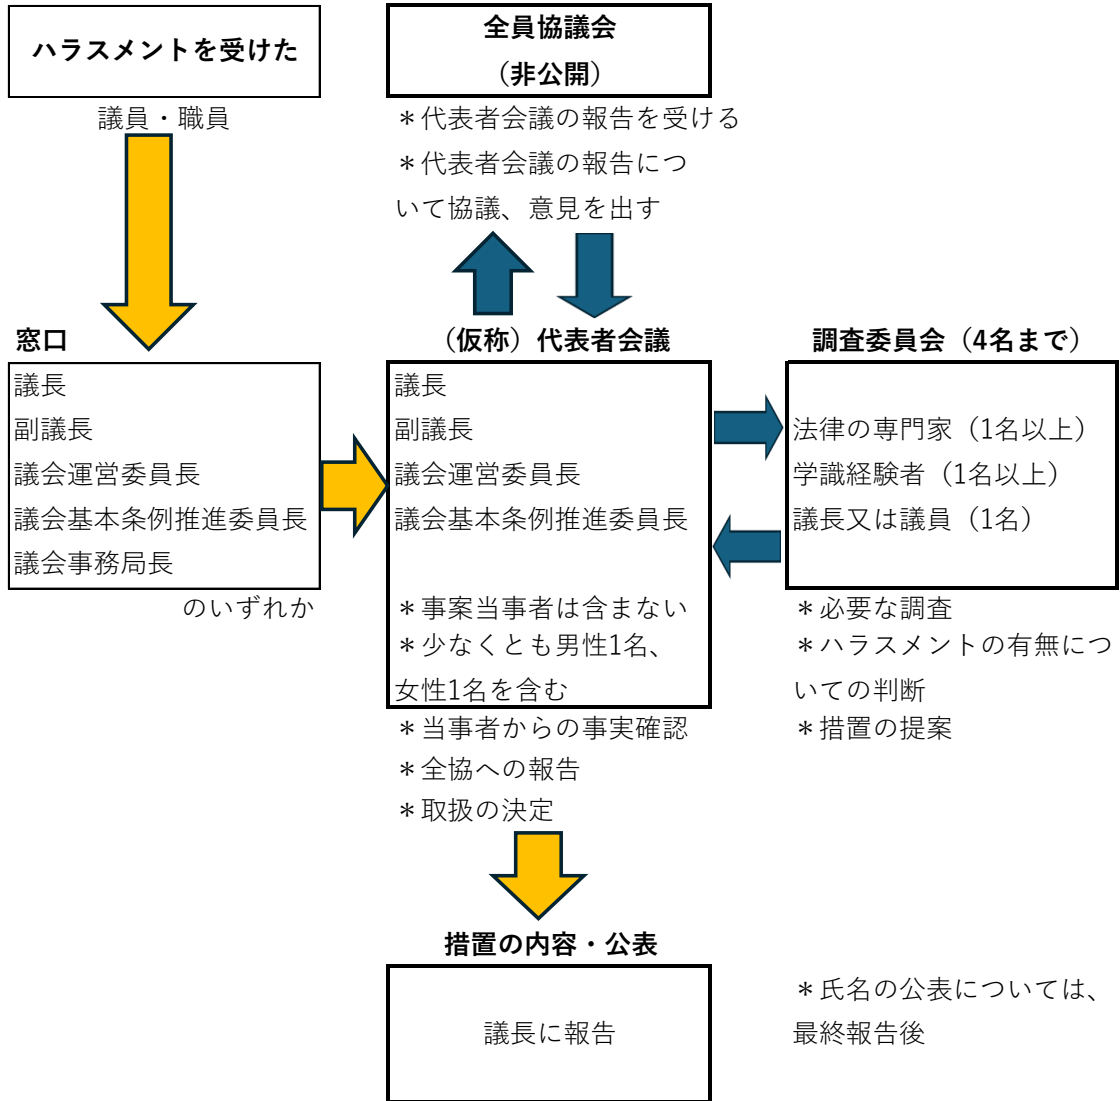 ハラスメントを受けた
議員・職員
全員協議会
（非公開）
＊代表者会議の報告を受ける
＊代表者会議の報告につ
いて協議、意見を出す
窓口
議長
副議長
議会運営委員長
議会基本条例推進委員長
議会事務局長
のいずれか
（仮称）代表者会議
議長
副議長
議会運営委員長
議会基本条例推進委員長
＊事案当事者は含まない
＊少なくとも男性1名、
女性1名を含む
＊当事者からの事実確認
＊全協への報告
＊取扱の決定
調査委員会（4名まで）
法律の専門家（1名以上）
学識経験者（1名以上）
議長又は議員（1名）
＊必要な調査
＊ハラスメントの有無につ
いての判断
＊措置の提案
措置の内容・公表
議長に報告
＊氏名の公表については、
最終報告後